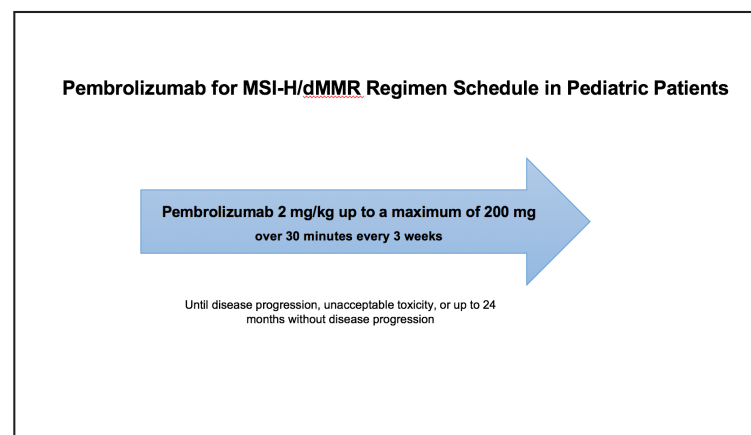 Pembrolizumab for MSI-H/dMMR Regimen Schedule in Pediatric Patients
Pembrolizumab 2 mg/kg up to a maximum of 200 mg
over 30 minutes every 3 weeks
Until disease progression, unacceptable toxicity, or up to 24
months without disease progression